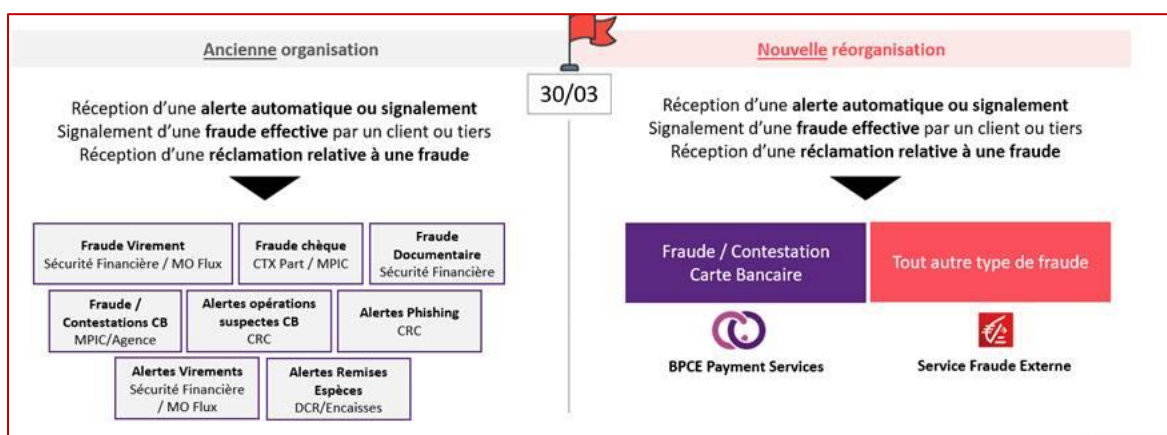 Ancienne organisation
Nouvelle réorganisation
30/03
Réception d'une alerte automatique ou signalement
Signalement d'une fraude effective par un client ou tiers
Réception d'une réclamation relative à une fraude
Fraude Virement
Sécurité Financière / MO Flux
Fraude chèque
CTX Part / MPIC
Fraude
Documentaire
Sécurité Financière
Fraude /
Contestations CB
MPIC/Agence
Alertes opérations
suspectes CB
CRC
Alertes Phishing
CRC
Alertes Virements
Sécurité Financière
/ MO Flux
Alertes Remises
Espèces
DCR/Encaisses
Réception d'une alerte automatique ou signalement
Signalement d'une fraude effective par un client ou tiers
Réception d'une réclamation relative à une fraude
Fraude / Contestation
Carte Bancaire
Tout autre type de fraude
BPCE Payment Services
Service Fraude Externe